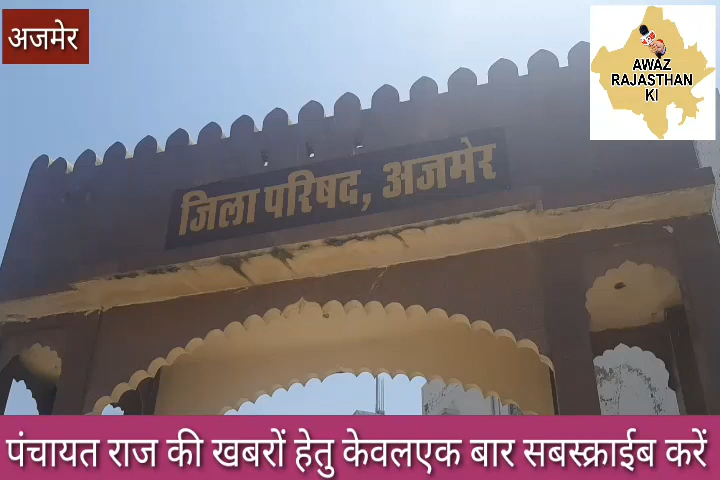 अजमेर
AWAZ
RAJASTHAN
KI
जिला परिषद, अजमेर
पंचायत राज की खबरों हेतु केवलएक बार सबस्क्राईब करें